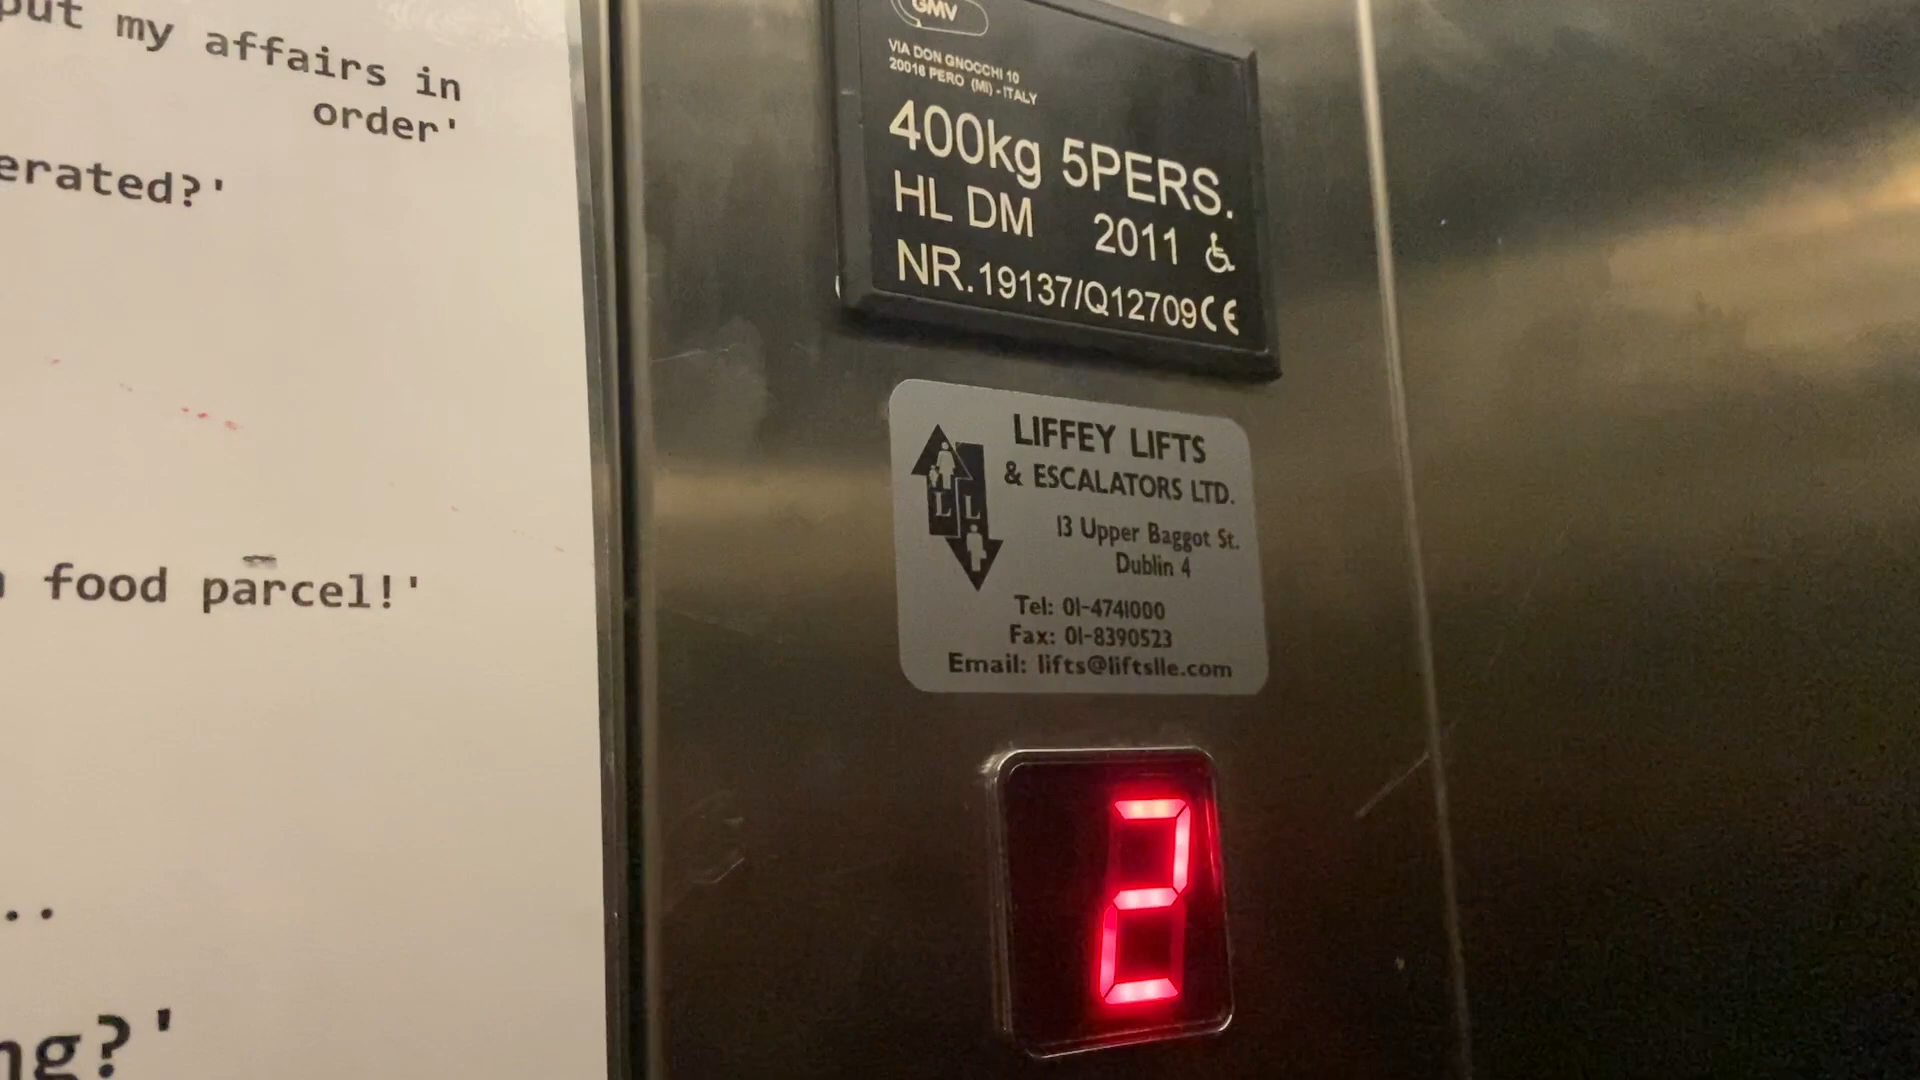 put my affairs in
order'
erated?'
food parcel!'
..
ng?'
GMV
VIA DON GNOCCHI 10
20016 PERO (MI) - ITALY
400kg 5PERS.
HL DM 2011
NR.19137/Q12709 CE
LIFFEY LIFTS
& ESCALATORS LTD.
L L
13 Upper Baggot St.
Dublin 4
Tel: 01-4741000
Fax: 01-8390523
Email: lifts@liftslle.com
2